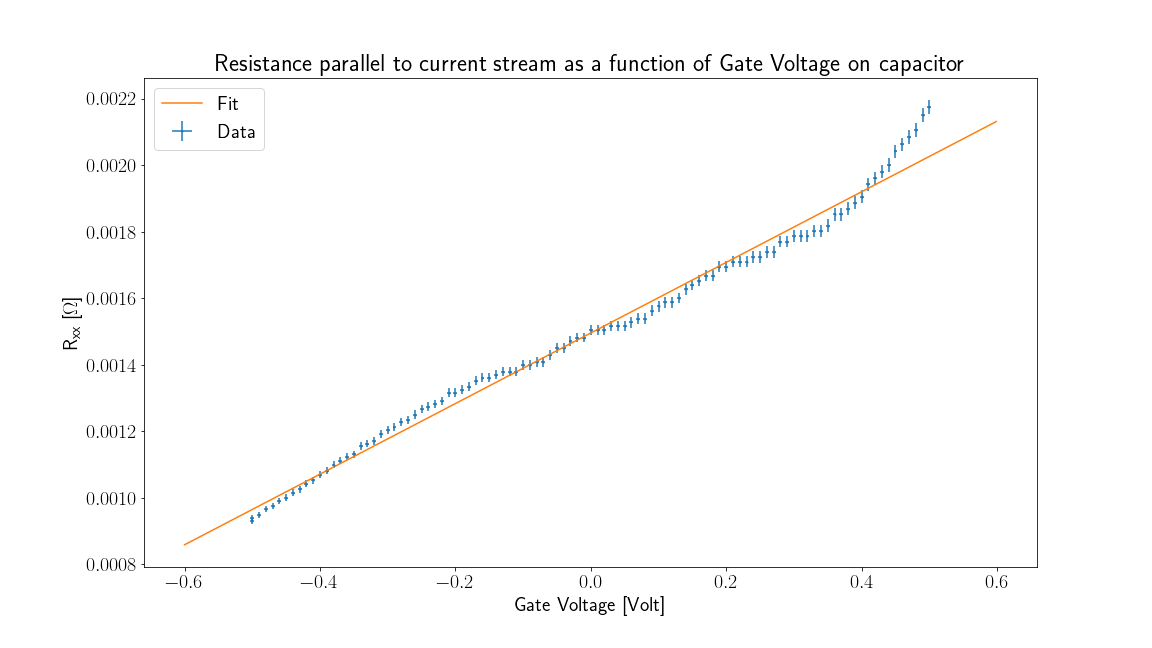 Resistance parallel to current stream as a function of Gate Voltage on capacitor
Fit
Data
0.0022
0.0020
0.0018
0.0016
0.0014
0.0012
0.0010
0.0008
Rxx [Ω]
−0.6 −0.4 −0.2 0.0 0.2 0.4 0.6
Gate Voltage [Volt]